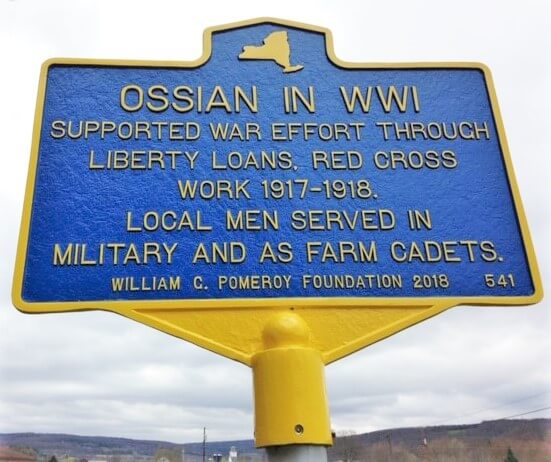 OSSIAN IN WWI
SUPPORTED WAR EFFORT THROUGH
LIBERTY LOANS, RED CROSS
WORK 1917-1918.
LOCAL MEN SERVED IN
MILITARY AND AS FARM CADETS.
WILLIAM G. POMEROY FOUNDATION 2018 541